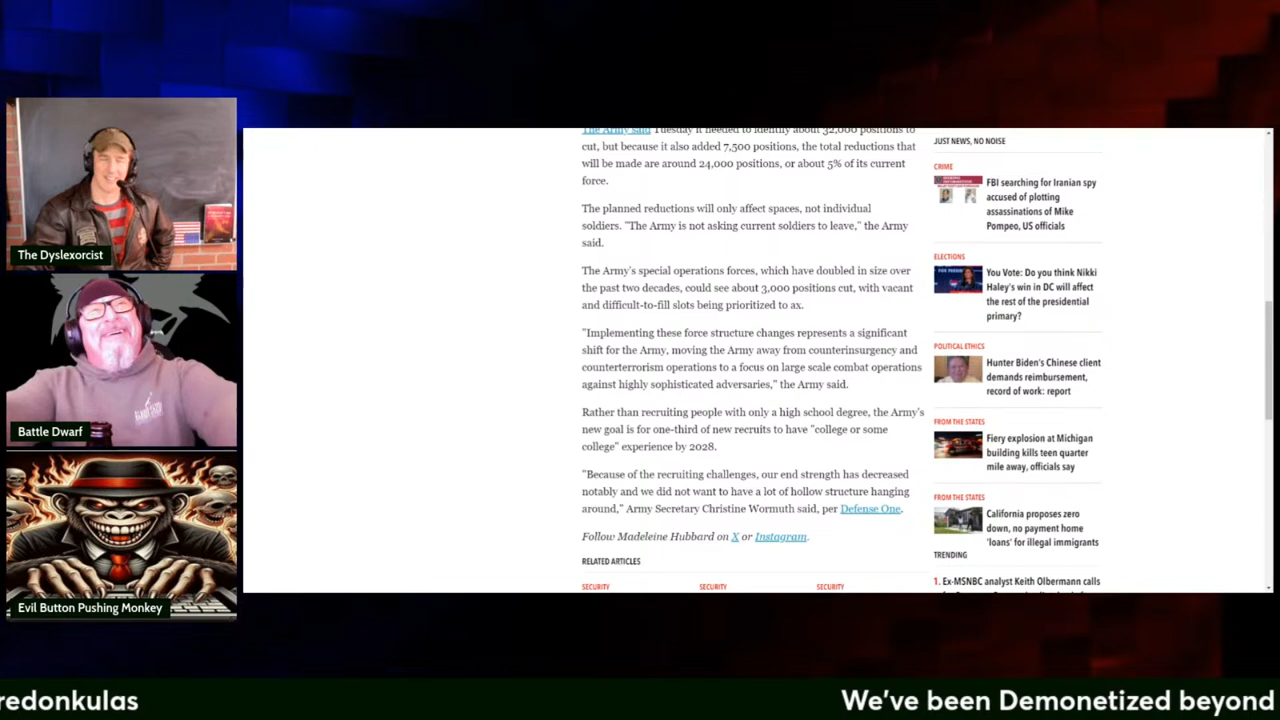 The Dyslexorcist
Battle Dwarf
Evil Button Pushing Monkey
The Army said Tuesday it needed to identify about 32,000 positions to
cut, but because it also added 7,500 positions, the total reductions that
will be made are around 24,000 positions, or about 5% of its current
force.
The planned reductions will only affect spaces, not individual
soldiers. "The Army is not asking current soldiers to leave," the Army
said.
The Army's special operations forces, which have doubled in size over
the past two decades, could see about 3,000 positions cut, with vacant
and difficult-to-fill slots being prioritized to ax.
"Implementing these force structure changes represents a significant
shift for the Army, moving the Army away from counterinsurgency and
counterterrorism operations to a focus on large scale combat operations
against highly sophisticated adversaries," the Army said.
Rather than recruiting people with only a high school degree, the Army's
new goal is for one-third of new recruits to have "college or some
college" experience by 2028.
"Because of the recruiting challenges, our end strength has decreased
notably and we did not want to have a lot of hollow structure hanging
around," Army Secretary Christine Wormuth said, per Defense One.
Follow Madeleine Hubbard on X or Instagram.
RELATED ARTICLES
SECURITY
SECURITY
SECURITY
JUST NEWS, NO NOISE
CRIME
FBI searching for Iranian spy
accused of plotting
assassinations of Mike
Pompeo, US officials
ELECTIONS
You Vote: Do you think Nikki
Haley's win in DC will affect
the rest of the presidential
primary?
POLITICAL ETHICS
Hunter Biden's Chinese client
demands reimbursement,
record of work: report
FROM THE STATES
Fiery explosion at Michigan
building kills teen quarter
mile away, officials say
FROM THE STATES
California proposes zero
down, no payment home
'loans' for illegal immigrants
TRENDING
1. Ex-MSNBC analyst Keith Olbermann calls
redonkulas
We've been Demonetized beyond